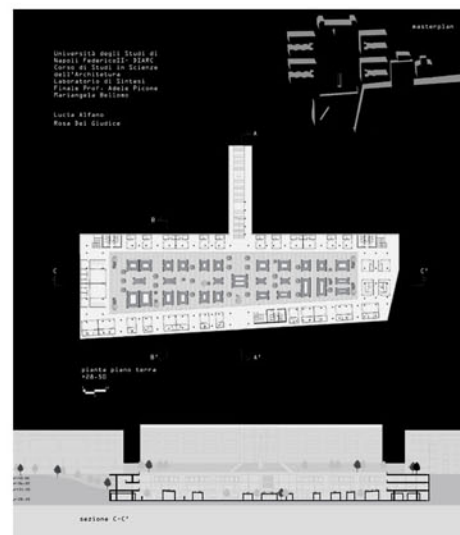 Università degli Studi di
Napoli FedericoII- DIARC
Corso di Studi in Scienze
dell'Architettura
Laboratorio di Sintesi
Finale Prof. Adele Picone
Mariangela Bellomo
Lucia Alfano
Rosa Del Giudice
masterplan
A
B
C
C'
B'
A'
pianta piano terra
+20.50
sezione C-C'